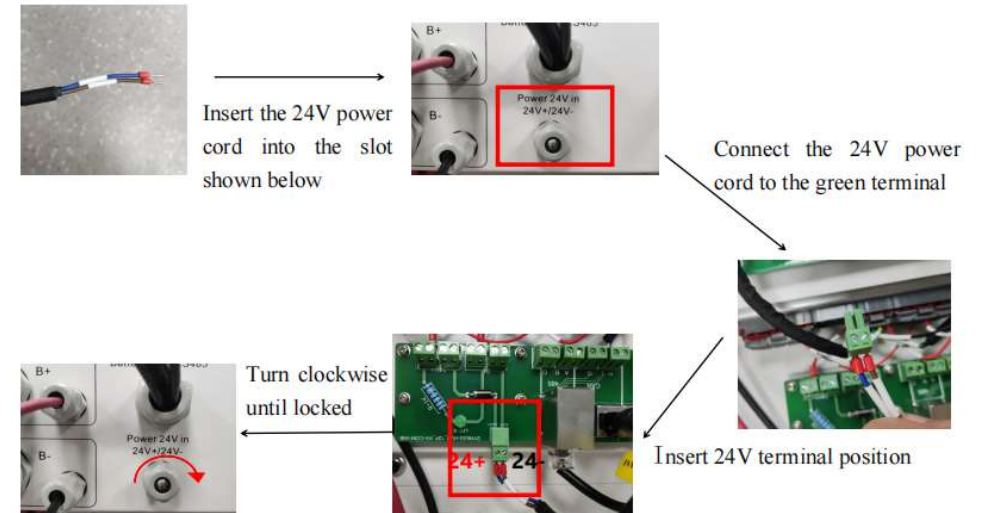 B+
B-
Power 24V in
24V+/24V-
Insert the 24V power
cord into the slot
shown below
Connect the 24V power
cord to the green terminal
Insert 24V terminal position
24+ 24-
Turn clockwise
until locked
B+
B-
Power 24V in
24V+/24V-